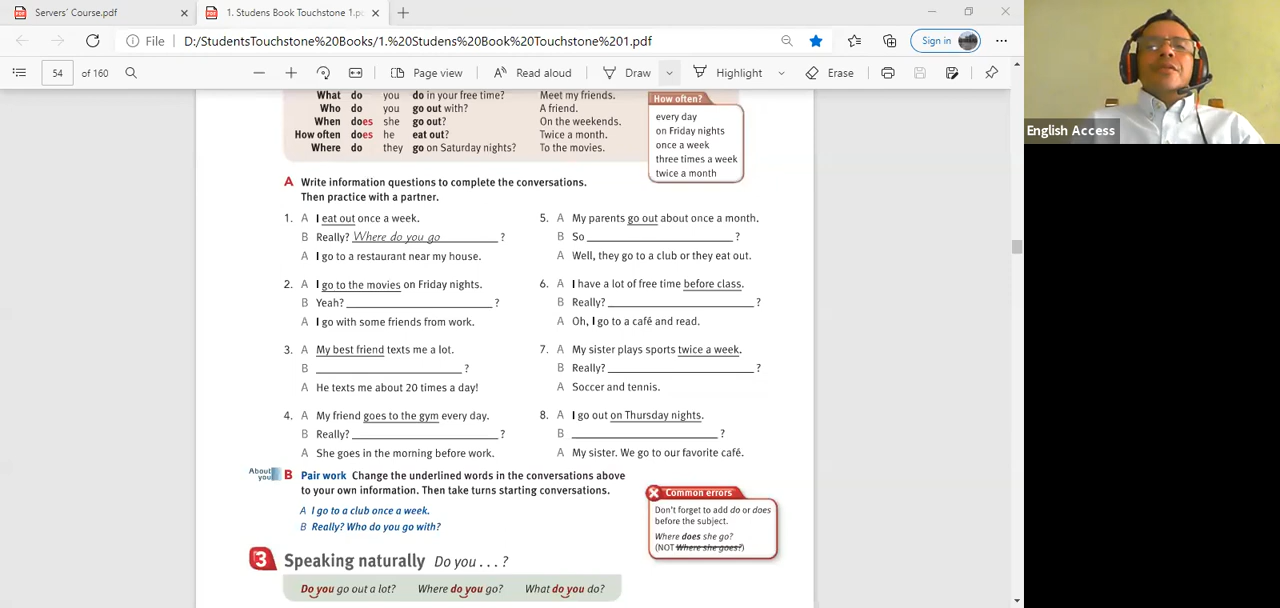 Servers' Course.pdf
1. Studens Book Touchstone 1.pc
File
D:/StudentsTouchstone%20Books/1.%20Studens%20Book%20Touchstone%201.pdf
Sign in
54 of 160
Page view
Read aloud
Draw
Highlight
Erase
English Access
What do you do in your free time? Meet my friends.
Who do you go out with? A friend.
When does she go out? On the weekends.
How often does he eat out? Twice a month.
Where do they go on Saturday nights? To the movies.
How often?
every day
on Friday nights
once a week
three times a week
twice a month
A Write information questions to complete the conversations.
Then practice with a partner.
1. A I eat out once a week.
B Really? Where do you go ?
A I go to a restaurant near my house.
2. A I go to the movies on Friday nights.
B Yeah? ?
A I go with some friends from work.
3. A My best friend texts me a lot.
B ?
A He texts me about 20 times a day!
4. A My friend goes to the gym every day.
B Really? ?
A She goes in the morning before work.
5. A My parents go out about once a month.
B So ?
A Well, they go to a club or they eat out.
6. A I have a lot of free time before class.
B Really? ?
A Oh, I go to a café and read.
7. A My sister plays sports twice a week.
B Really? ?
A Soccer and tennis.
8. A I go out on Thursday nights.
B ?
A My sister. We go to our favorite café.
About you
B Pair work Change the underlined words in the conversations above
to your own information. Then take turns starting conversations.
A I go to a club once a week.
B Really? Who do you go with?
Common errors
Don't forget to add do or does
before the subject.
Where does she go?
(NOT Where she goes?)
3 Speaking naturally Do you . . . ?
Do you go out a lot? Where do you go? What do you do?